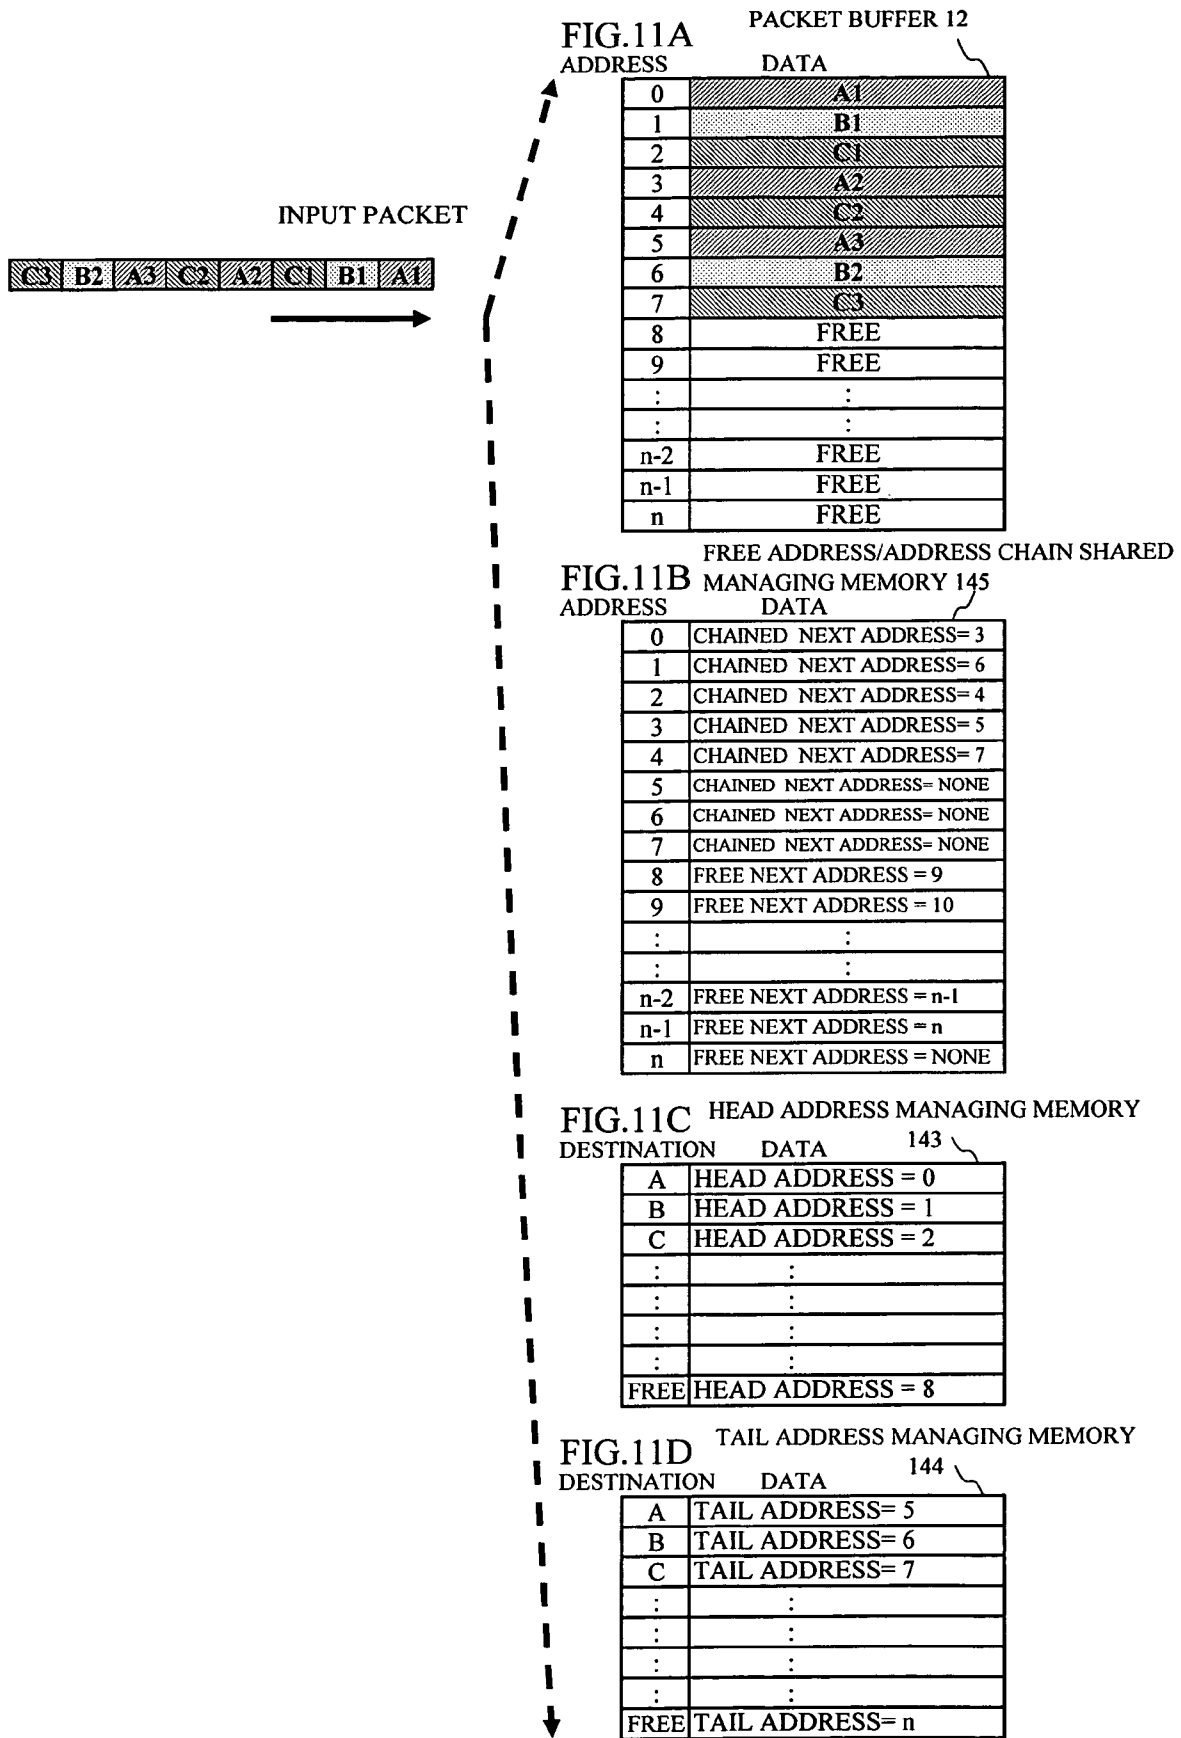 FIG.11A
PACKET BUFFER 12
ADDRESS DATA
0 A1
1 B1
2 C1
3 A2
4 C2
5 A3
6 B2
7 C3
8 FREE
9 FREE
: :
: :
n-2 FREE
n-1 FREE
n FREE
INPUT PACKET
C3 B2 A3 C2 A2 C1 B1 A1
FIG.11B
FREE ADDRESS/ADDRESS CHAIN SHARED
MANAGING MEMORY 145
ADDRESS DATA
0 CHAINED NEXT ADDRESS= 3
1 CHAINED NEXT ADDRESS= 6
2 CHAINED NEXT ADDRESS= 4
3 CHAINED NEXT ADDRESS= 5
4 CHAINED NEXT ADDRESS= 7
5 CHAINED NEXT ADDRESS= NONE
6 CHAINED NEXT ADDRESS= NONE
7 CHAINED NEXT ADDRESS= NONE
8 FREE NEXT ADDRESS = 9
9 FREE NEXT ADDRESS = 10
: :
: :
n-2 FREE NEXT ADDRESS = n-1
n-1 FREE NEXT ADDRESS = n
n FREE NEXT ADDRESS = NONE
FIG.11C
HEAD ADDRESS MANAGING MEMORY
143
DESTINATION DATA
A HEAD ADDRESS = 0
B HEAD ADDRESS = 1
C HEAD ADDRESS = 2
: :
: :
: :
: :
FREE HEAD ADDRESS = 8
FIG.11D
TAIL ADDRESS MANAGING MEMORY
144
DESTINATION DATA
A TAIL ADDRESS= 5
B TAIL ADDRESS= 6
C TAIL ADDRESS= 7
: :
: :
: :
: :
FREE TAIL ADDRESS= n